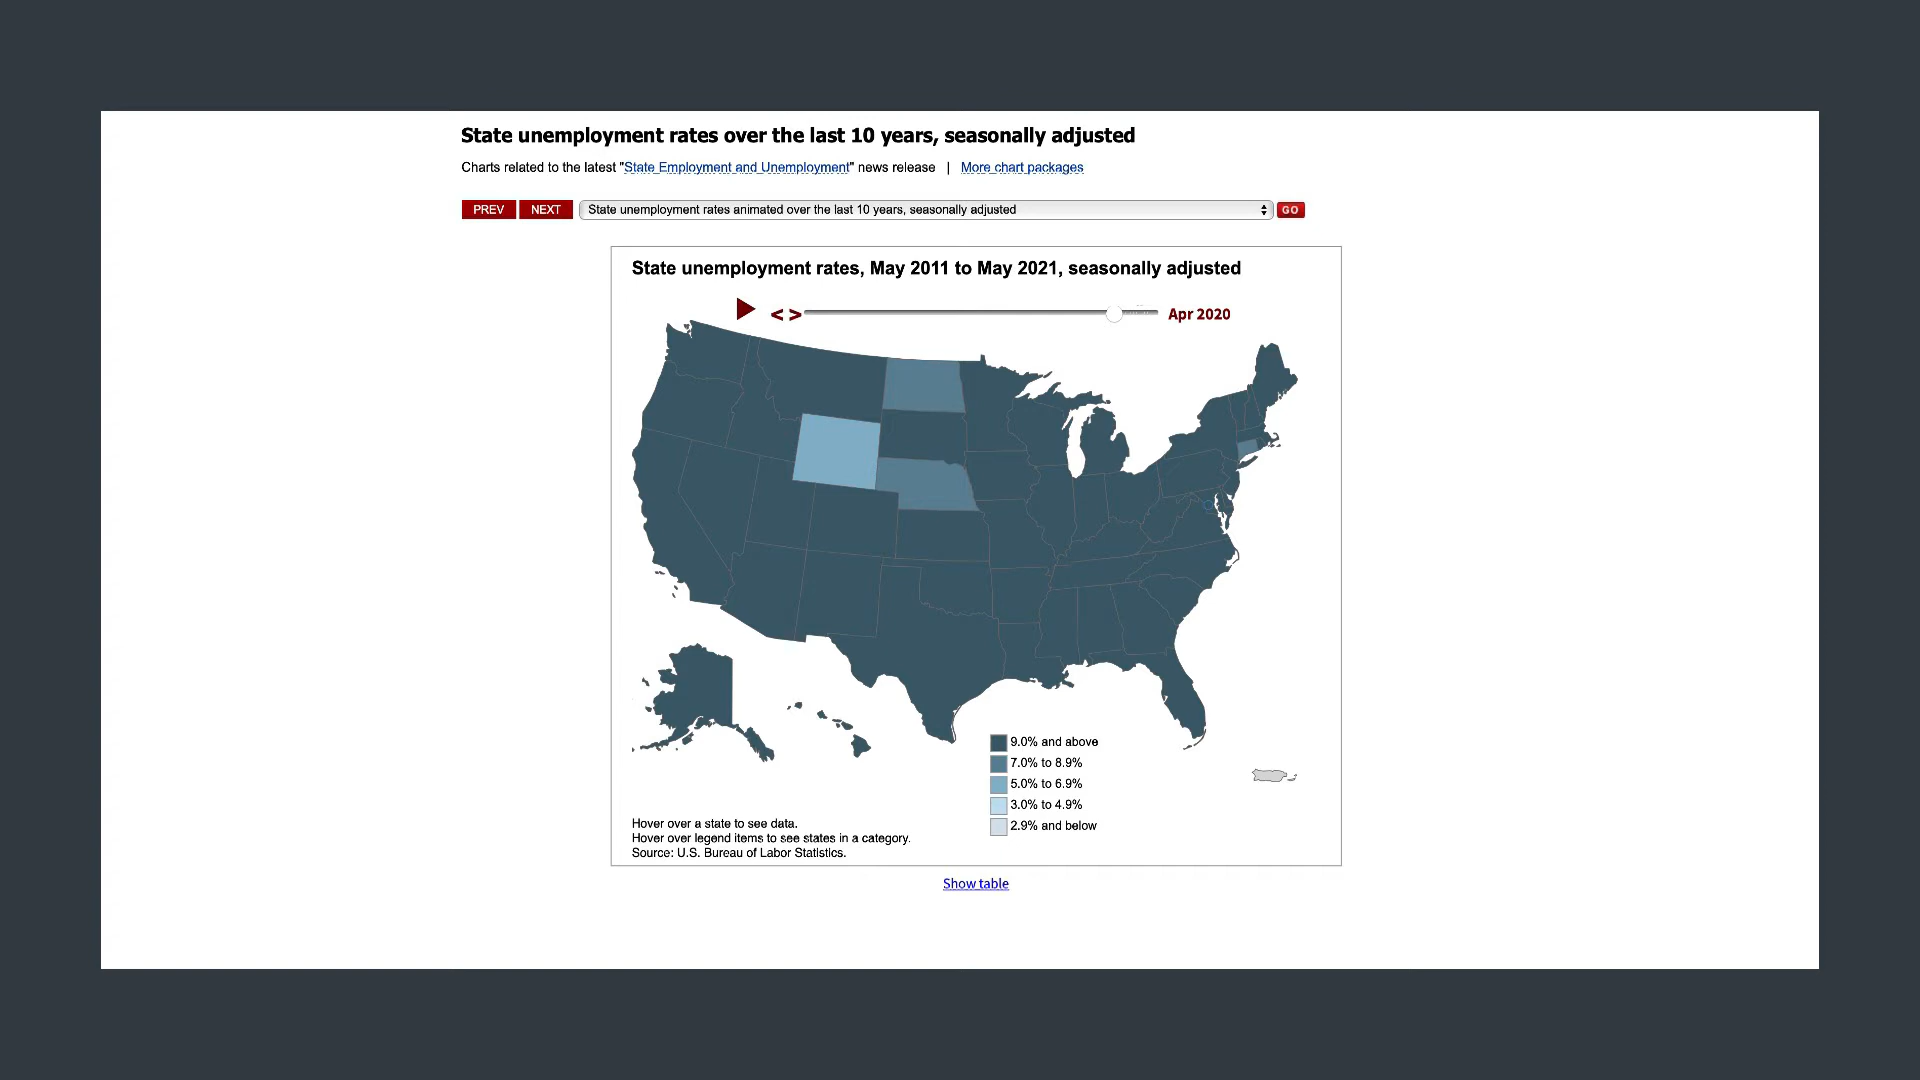 State unemployment rates over the last 10 years, seasonally adjusted
Charts related to the latest "State Employment and Unemployment" news release | More chart packages
PREV NEXT State unemployment rates animated over the last 10 years, seasonally adjusted GO
State unemployment rates, May 2011 to May 2021, seasonally adjusted
< > Apr 2020
9.0% and above
7.0% to 8.9%
5.0% to 6.9%
3.0% to 4.9%
2.9% and below
Hover over a state to see data.
Hover over legend items to see states in a category.
Source: U.S. Bureau of Labor Statistics.
Show table